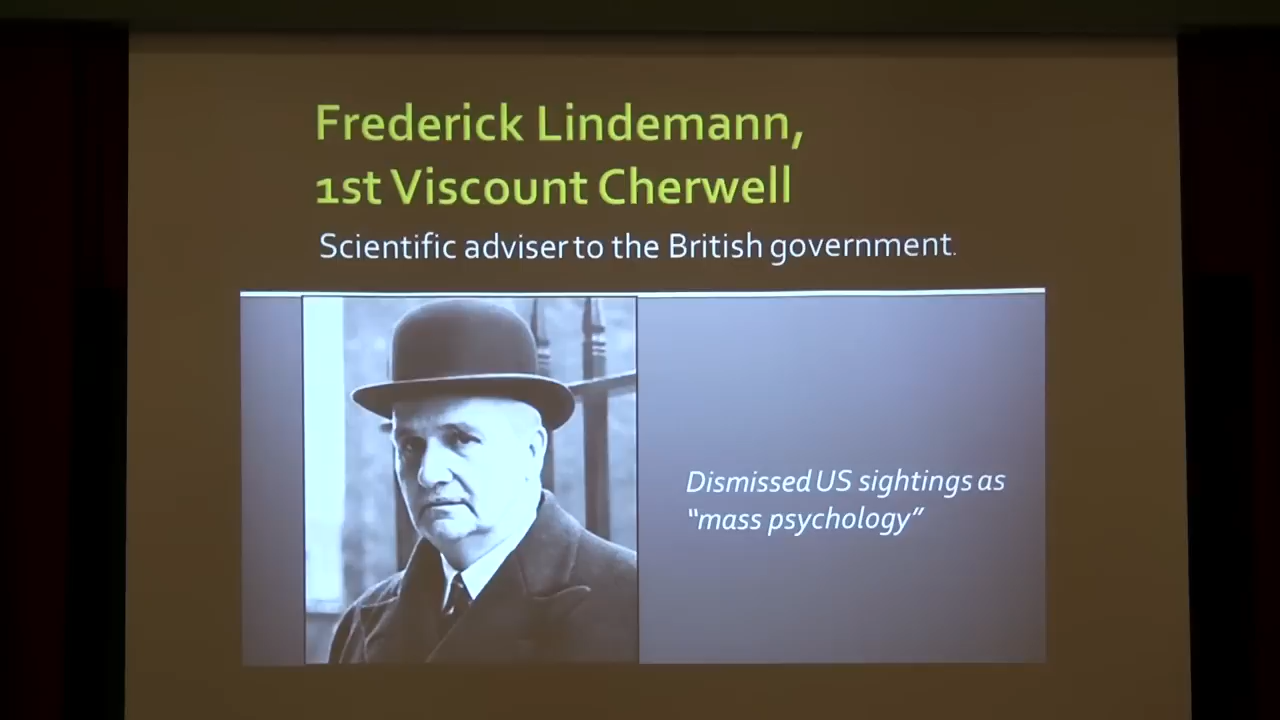 Frederick Lindemann,
1st Viscount Cherwell
Scientific adviser to the British government.
Dismissed US sightings as
“mass psychology”